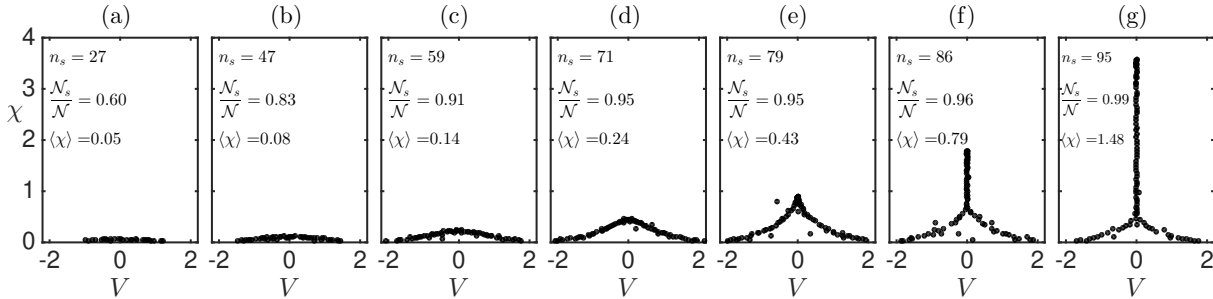 (a) (b) (c) (d) (e) (f) (g)
4
3
2
1
0
χ
n_s = 27
𝒩_s/𝒩 = 0.60
⟨χ⟩ =0.05
-2 0 2
V
n_s = 47
𝒩_s/𝒩 = 0.83
⟨χ⟩ =0.08
-2 0 2
V
n_s = 59
𝒩_s/𝒩 = 0.91
⟨χ⟩ =0.14
-2 0 2
V
n_s = 71
𝒩_s/𝒩 = 0.95
⟨χ⟩ =0.24
-2 0 2
V
n_s = 79
𝒩_s/𝒩 = 0.95
⟨χ⟩ =0.43
-2 0 2
V
n_s = 86
𝒩_s/𝒩 = 0.96
⟨χ⟩ =0.79
-2 0 2
V
n_s = 95
𝒩_s/𝒩 = 0.99
⟨χ⟩ =1.48
-2 0 2
V